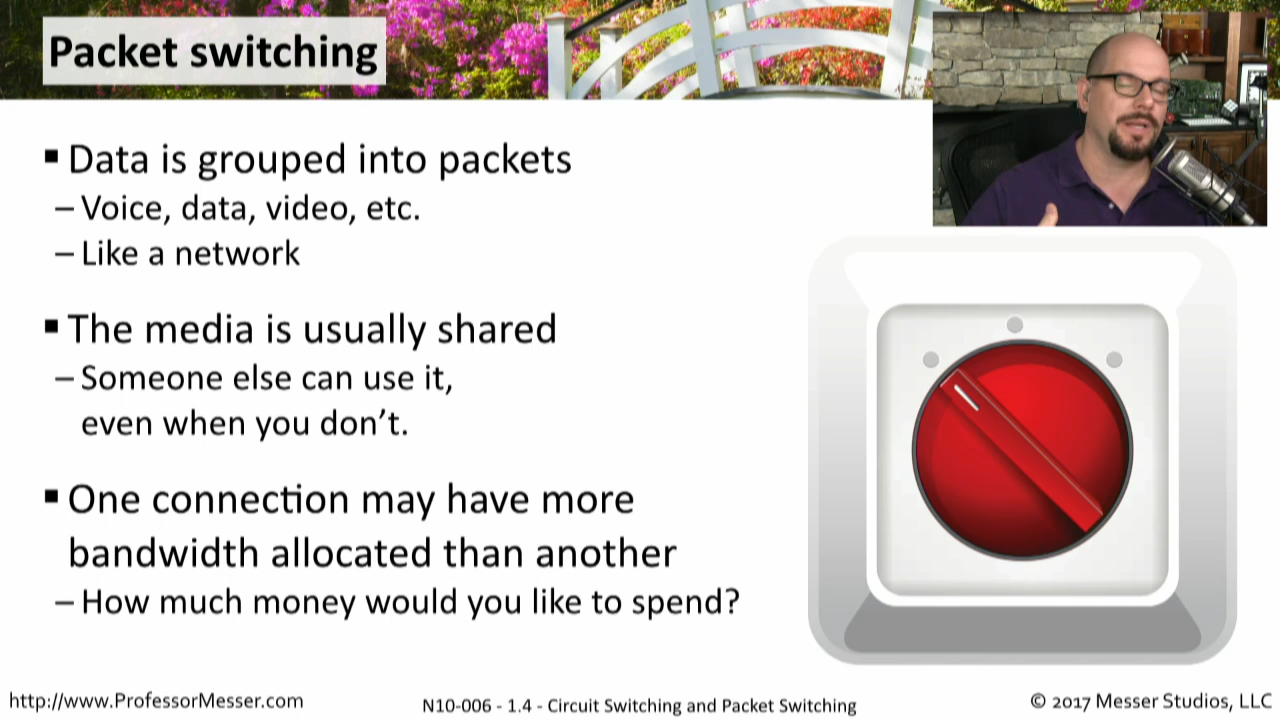 Packet switching
▪ Data is grouped into packets
– Voice, data, video, etc.
– Like a network
▪ The media is usually shared
– Someone else can use it,
even when you don’t.
▪ One connection may have more
bandwidth allocated than another
– How much money would you like to spend?
http://www.ProfessorMesser.com
N10-006 - 1.4 - Circuit Switching and Packet Switching
© 2017 Messer Studios, LLC